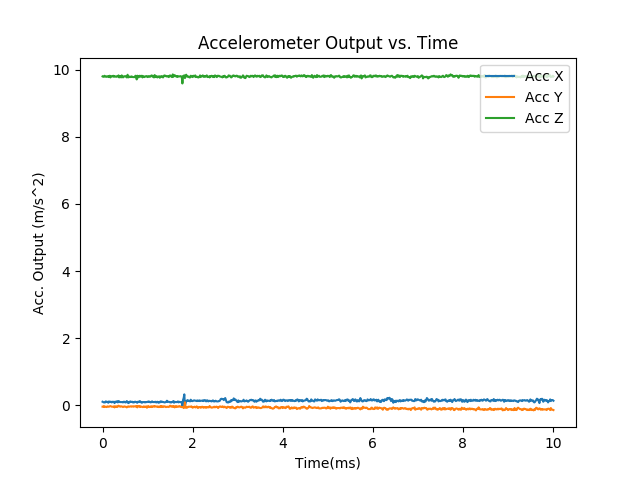 Accelerometer Output vs. Time
10
8
6
4
2
0
Acc. Output (m/s^2)
Acc X
Acc Y
Acc Z
0 2 4 6 8 10
Time(ms)